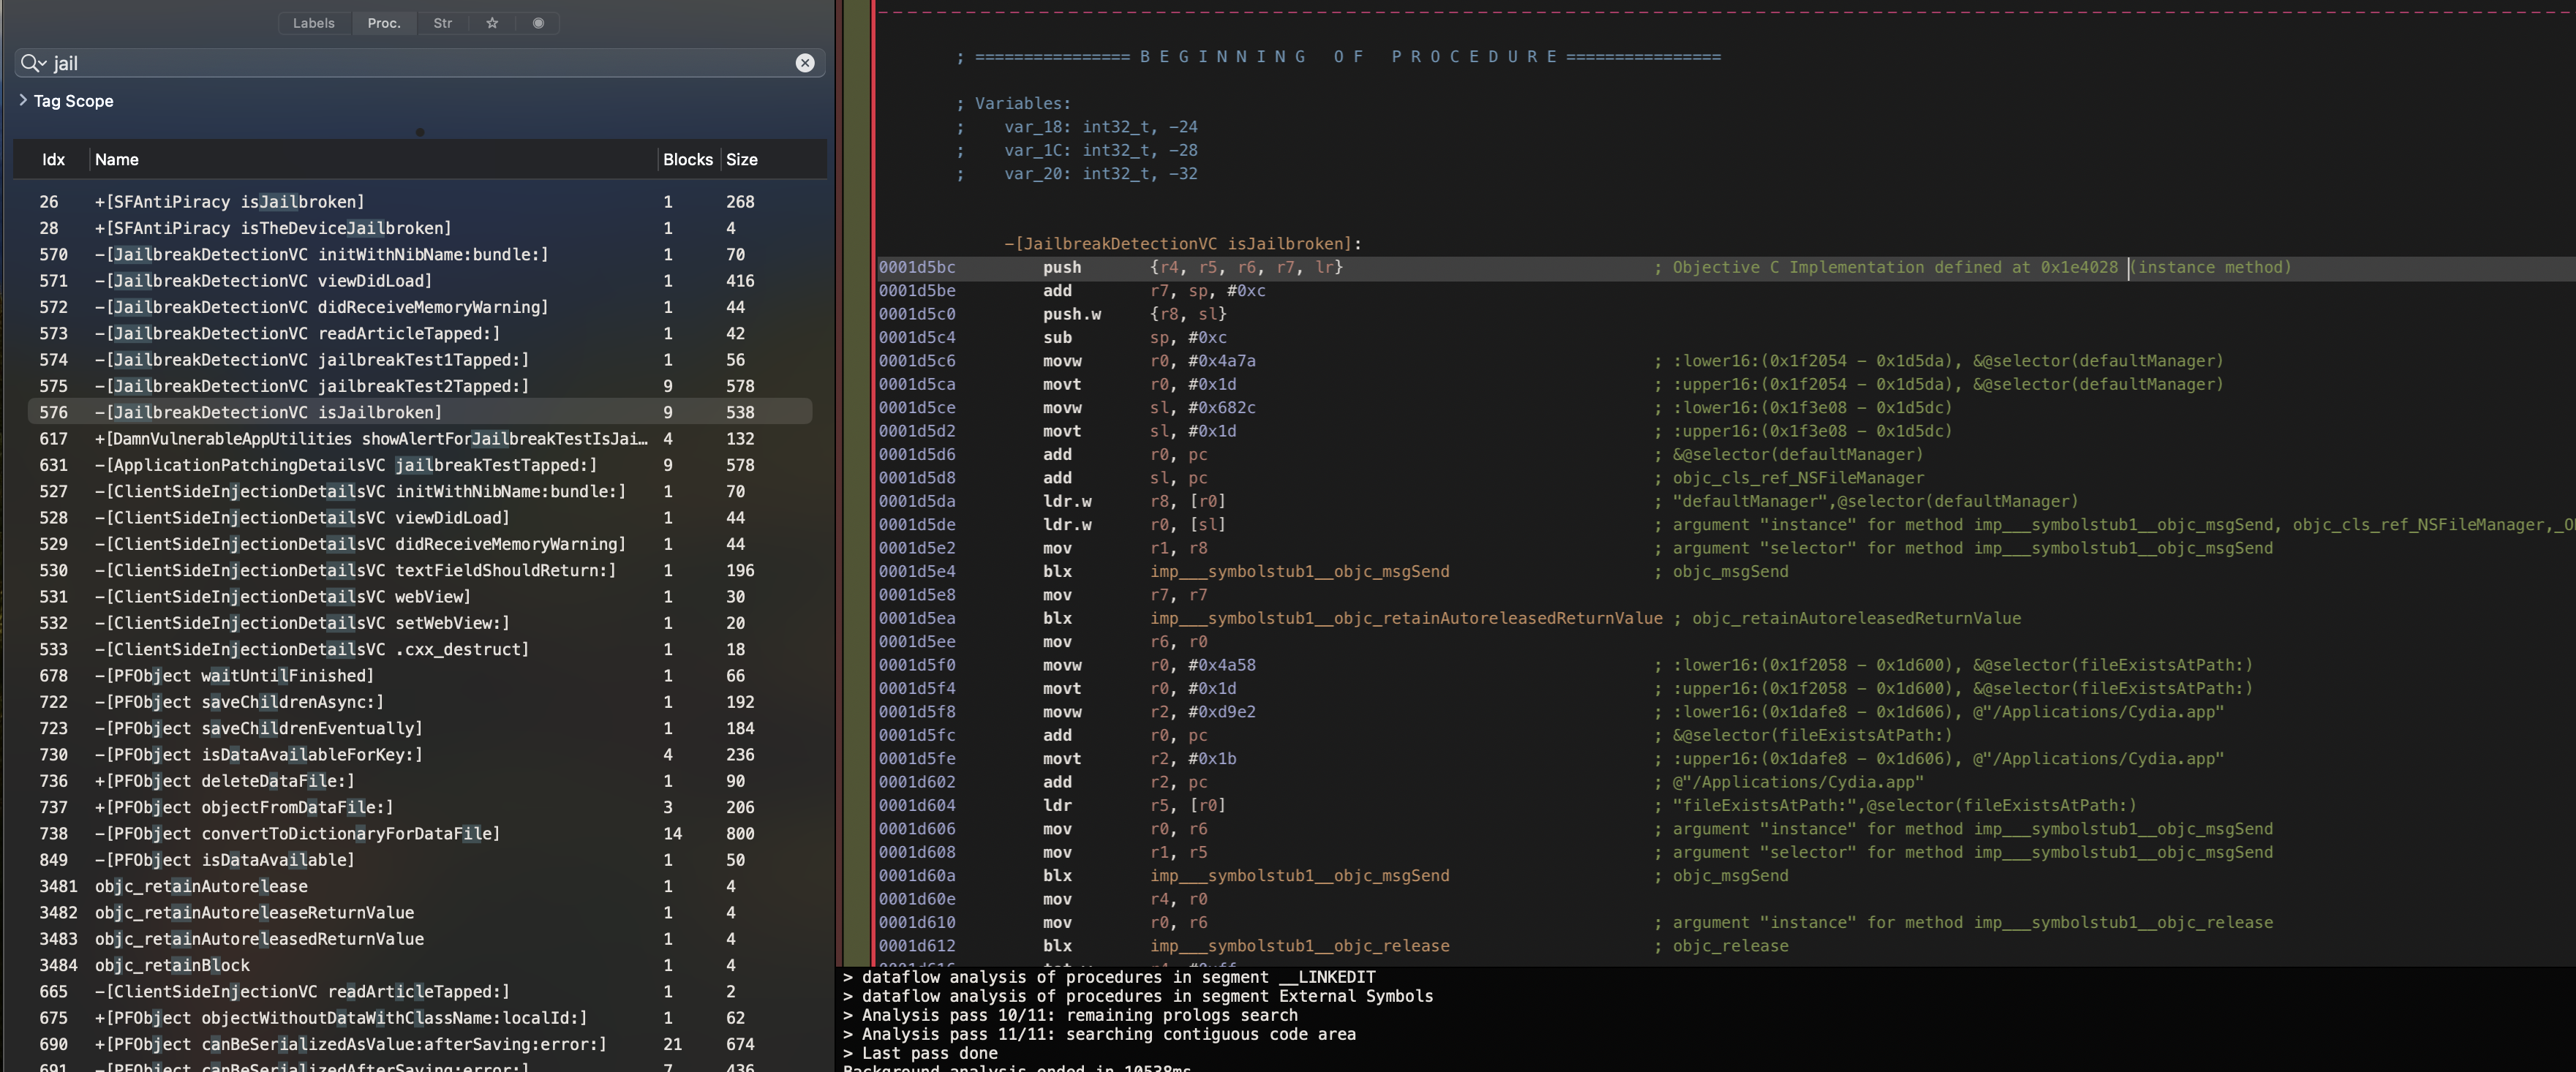 Labels Proc. Str
jail
Tag Scope
Idx Name Blocks Size
26 +[SFAntiPiracy isJailbroken] 1 268
28 +[SFAntiPiracy isTheDeviceJailbroken] 1 4
570 -[JailbreakDetectionVC initWithNibName:bundle:] 1 70
571 -[JailbreakDetectionVC viewDidLoad] 1 416
572 -[JailbreakDetectionVC didReceiveMemoryWarning] 1 44
573 -[JailbreakDetectionVC readArticleTapped:] 1 42
574 -[JailbreakDetectionVC jailbreakTest1Tapped:] 1 56
575 -[JailbreakDetectionVC jailbreakTest2Tapped:] 9 578
576 -[JailbreakDetectionVC isJailbroken] 9 538
617 +[DamnVulnerableAppUtilities showAlertForJailbreakTestIsJai… 4 132
631 -[ApplicationPatchingDetailsVC jailbreakTestTapped:] 9 578
527 -[ClientSideInjectionDetailsVC initWithNibName:bundle:] 1 70
528 -[ClientSideInjectionDetailsVC viewDidLoad] 1 44
529 -[ClientSideInjectionDetailsVC didReceiveMemoryWarning] 1 44
530 -[ClientSideInjectionDetailsVC textFieldShouldReturn:] 1 196
531 -[ClientSideInjectionDetailsVC webView] 1 30
532 -[ClientSideInjectionDetailsVC setWebView:] 1 20
533 -[ClientSideInjectionDetailsVC .cxx_destruct] 1 18
678 -[PFObject waitUntilFinished] 1 66
722 -[PFObject saveChildrenAsync:] 1 192
723 -[PFObject saveChildrenEventually] 1 184
730 -[PFObject isDataAvailableForKey:] 4 236
736 +[PFObject deleteDataFile:] 1 90
737 +[PFObject objectFromDataFile:] 3 206
738 -[PFObject convertToDictionaryForDataFile] 14 800
849 -[PFObject isDataAvailable] 1 50
3481 objc_retainAutorelease 1 4
3482 objc_retainAutoreleaseReturnValue 1 4
3483 objc_retainAutoreleasedReturnValue 1 4
3484 objc_retainBlock 1 4
665 -[ClientSideInjectionVC readArticleTapped:] 1 2
675 +[PFObject objectWithoutDataWithClassName:localId:] 1 62
690 +[PFObject canBeSerializedAsValue:afterSaving:error:] 21 674
691 -[PFObject canBeSerializedAfterSaving:error:] 7 436
; ================ B E G I N N I N G   O F   P R O C E D U R E ================
; Variables:
;    var_18: int32_t, -24
;    var_1C: int32_t, -28
;    var_20: int32_t, -32
-[JailbreakDetectionVC isJailbroken]:
0001d5bc push {r4, r5, r6, r7, lr} ; Objective C Implementation defined at 0x1e4028 (instance method)
0001d5be add r7, sp, #0xc
0001d5c0 push.w {r8, sl}
0001d5c4 sub sp, #0xc
0001d5c6 movw r0, #0x4a7a ; :lower16:(0x1f2054 - 0x1d5da), &@selector(defaultManager)
0001d5ca movt r0, #0x1d ; :upper16:(0x1f2054 - 0x1d5da), &@selector(defaultManager)
0001d5ce movw sl, #0x682c ; :lower16:(0x1f3e08 - 0x1d5dc)
0001d5d2 movt sl, #0x1d ; :upper16:(0x1f3e08 - 0x1d5dc)
0001d5d6 add r0, pc ; &@selector(defaultManager)
0001d5d8 add sl, pc ; objc_cls_ref_NSFileManager
0001d5da ldr.w r8, [r0] ; "defaultManager",@selector(defaultManager)
0001d5de ldr.w r0, [sl] ; argument "instance" for method imp___symbolstub1__objc_msgSend, objc_cls_ref_NSFileManager,_O
0001d5e2 mov r1, r8 ; argument "selector" for method imp___symbolstub1__objc_msgSend
0001d5e4 blx imp___symbolstub1__objc_msgSend ; objc_msgSend
0001d5e8 mov r7, r7
0001d5ea blx imp___symbolstub1__objc_retainAutoreleasedReturnValue ; objc_retainAutoreleasedReturnValue
0001d5ee mov r6, r0
0001d5f0 movw r0, #0x4a58 ; :lower16:(0x1f2058 - 0x1d600), &@selector(fileExistsAtPath:)
0001d5f4 movt r0, #0x1d ; :upper16:(0x1f2058 - 0x1d600), &@selector(fileExistsAtPath:)
0001d5f8 movw r2, #0xd9e2 ; :lower16:(0x1dafe8 - 0x1d606), @"/Applications/Cydia.app"
0001d5fc add r0, pc ; &@selector(fileExistsAtPath:)
0001d5fe movt r2, #0x1b ; :upper16:(0x1dafe8 - 0x1d606), @"/Applications/Cydia.app"
0001d602 add r2, pc ; @"/Applications/Cydia.app"
0001d604 ldr r5, [r0] ; "fileExistsAtPath:",@selector(fileExistsAtPath:)
0001d606 mov r0, r6 ; argument "instance" for method imp___symbolstub1__objc_msgSend
0001d608 mov r1, r5 ; argument "selector" for method imp___symbolstub1__objc_msgSend
0001d60a blx imp___symbolstub1__objc_msgSend ; objc_msgSend
0001d60e mov r4, r0
0001d610 mov r0, r6 ; argument "instance" for method imp___symbolstub1__objc_release
0001d612 blx imp___symbolstub1__objc_release ; objc_release
> dataflow analysis of procedures in segment __LINKEDIT
> dataflow analysis of procedures in segment External Symbols
> Analysis pass 10/11: remaining prologs search
> Analysis pass 11/11: searching contiguous code area
> Last pass done
Background analysis ended in 10538ms